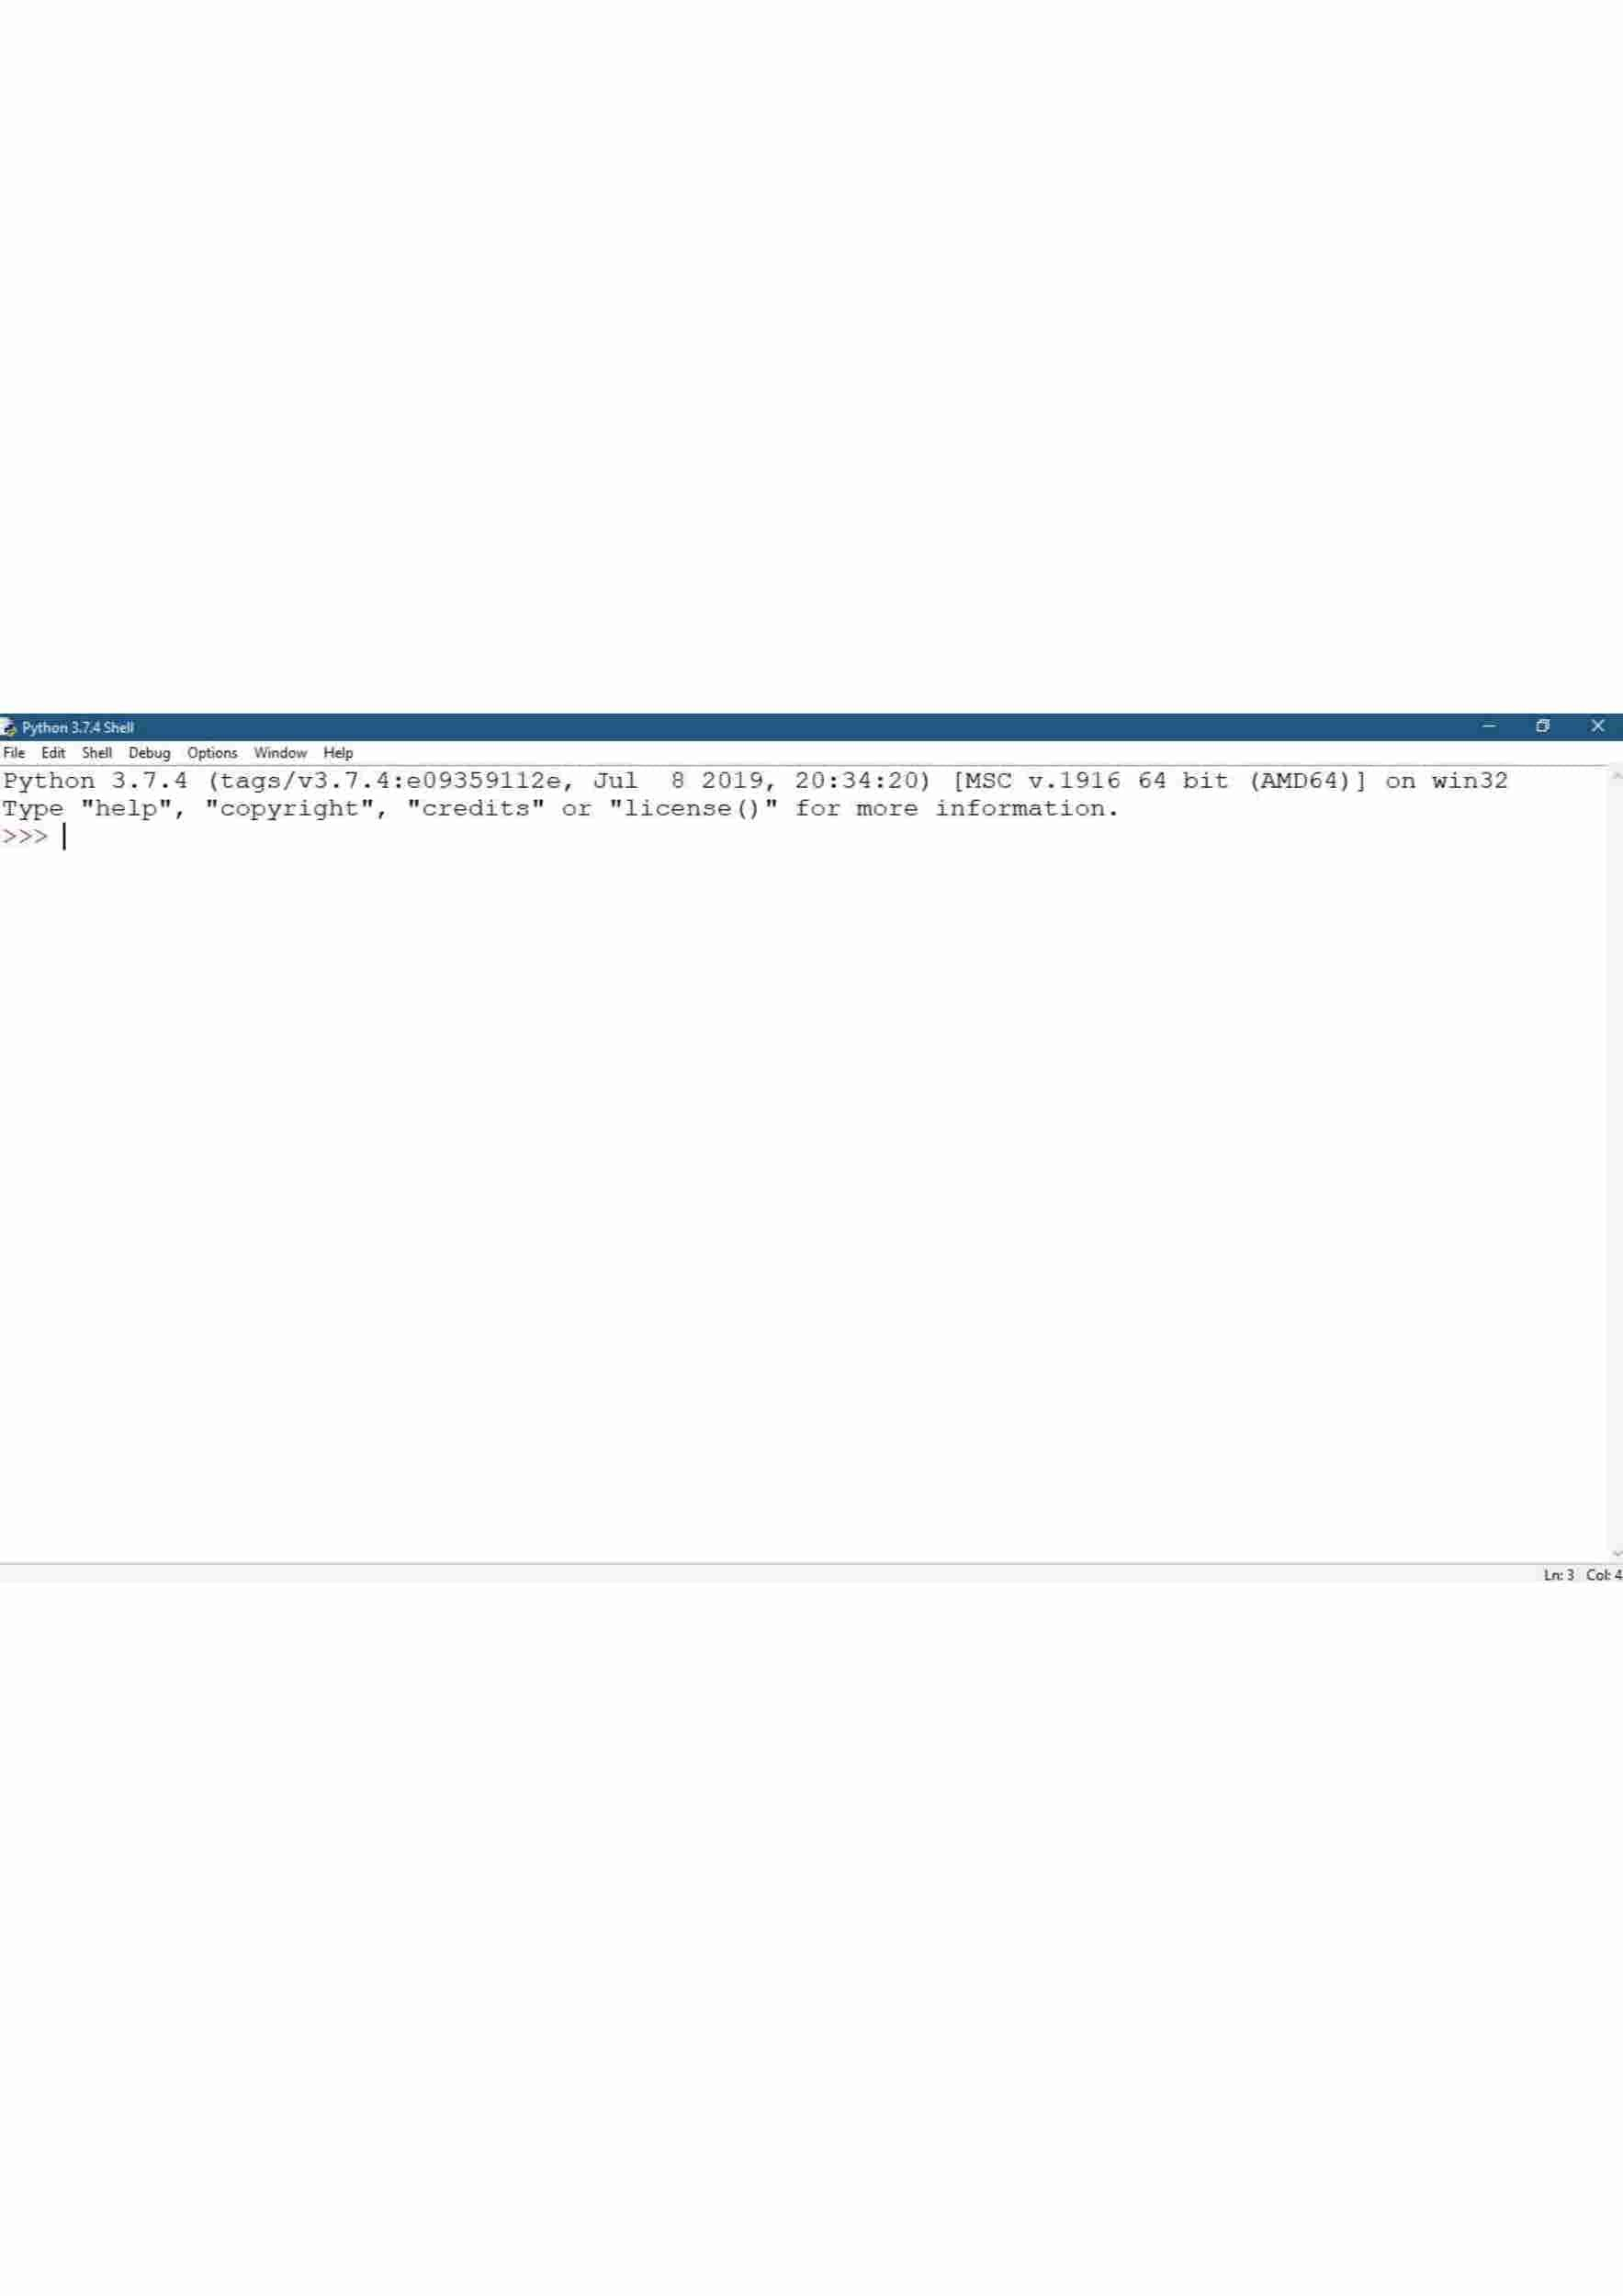 Python 3.7.4 Shell
File Edit Shell Debug Options Window Help
Python 3.7.4 (tags/v3.7.4:e09359112e, Jul  8 2019, 20:34:20) [MSC v.1916 64 bit (AMD64)] on win32
Type "help", "copyright", "credits" or "license()" for more information.
>>>
Ln: 3 Col: 4